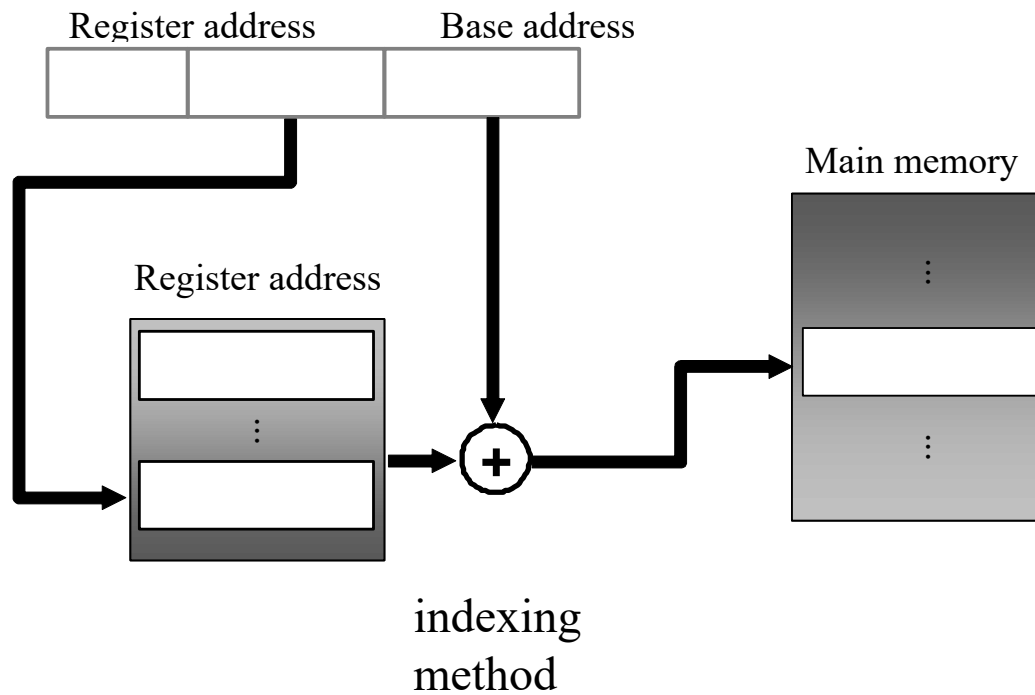 Register address
Base address
Main memory
⋮
Register address
⋮
+
⋮
indexing
method